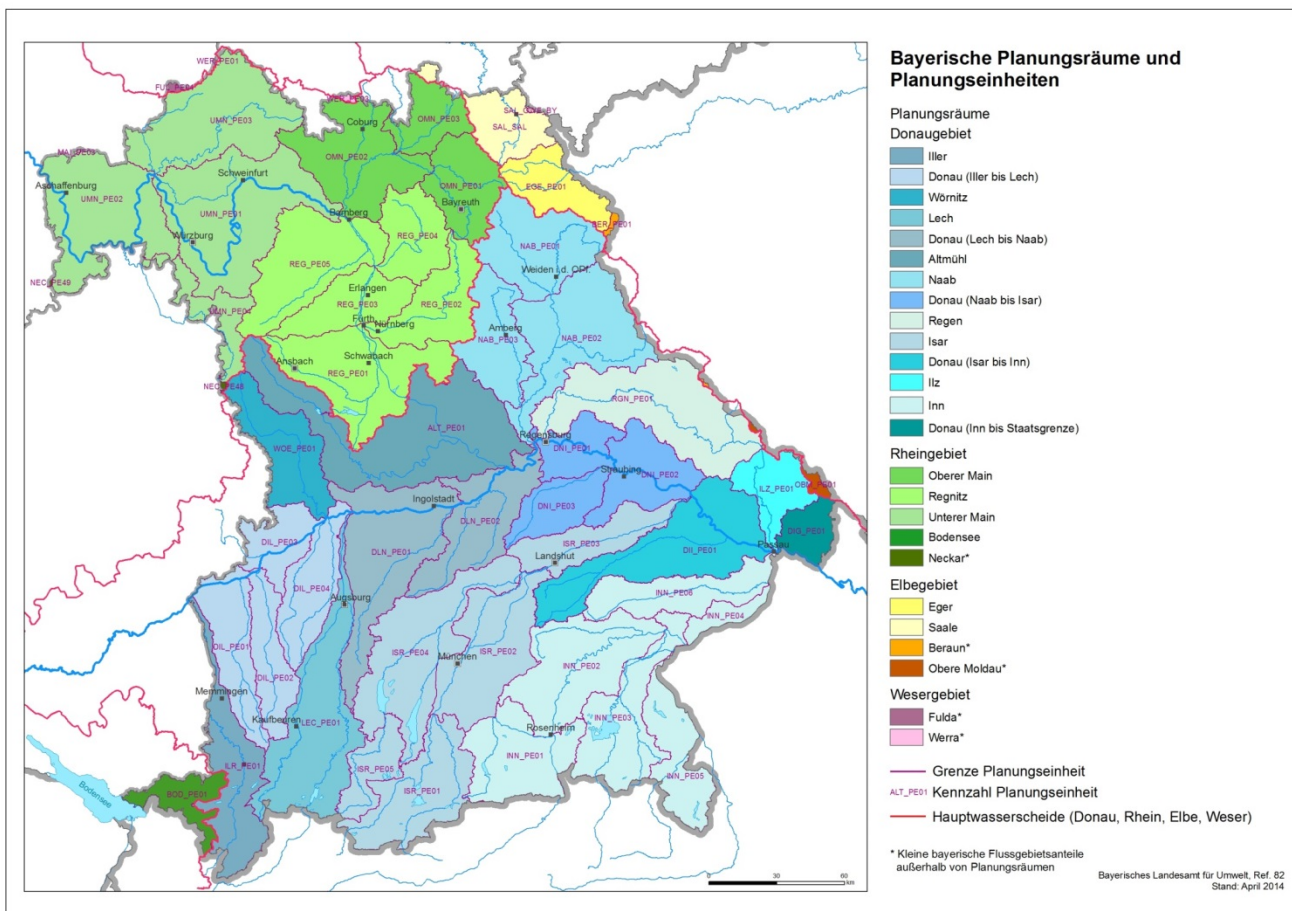 Bayerische Planungsräume und
Planungseinheiten
Planungsräume
Donaugebiet
Iller
Donau (Iller bis Lech)
Wörnitz
Lech
Donau (Lech bis Naab)
Altmühl
Naab
Donau (Naab bis Isar)
Regen
Isar
Donau (Isar bis Inn)
Ilz
Inn
Donau (Inn bis Staatsgrenze)
Rheingebiet
Oberer Main
Regnitz
Unterer Main
Bodensee
Neckar*
Elbegebiet
Eger
Saale
Beraun*
Obere Moldau*
Wesergebiet
Fulda*
Werra*
Grenze Planungseinheit
ALT_PE01 Kennzahl Planungseinheit
Hauptwasserscheide (Donau, Rhein, Elbe, Weser)
* Kleine bayerische Flussgebietsanteile
außerhalb von Planungsräumen
Bayerisches Landesamt für Umwelt, Ref. 82
Stand: April 2014
WER_PE01
UMN_PE03
Coburg
OMN_PE03
SAL_SAL
OMN_PE02
Schweinfurt
Aschaffenburg
UMN_PE02
EGE_PE01
OMN_PE01
Bayreuth
UMN_PE01
Bamberg
BER_PE01
Würzburg
REG_PE04
NAB_PE01
REG_PE05
Weiden i.d. OPf.
NEC_PE49
Erlangen
REG_PE03
REG_PE02
UMN_PE04
Fürth
Nürnberg
Amberg
NAB_PE03
NAB_PE02
Ansbach
Schwabach
REG_PE01
NEC_PE48
RGN_PE01
ALT_PE01
Regensburg
WOE_PE01
DNI_PE01
Straubing
DNI_PE02
ILZ_PE01
OBM_PE01
Ingolstadt
DNI_PE03
DLN_PE02
DIG_PE01
DIL_PE03
ISR_PE03
DLN_PE01
DII_PE01
Passau
Landshut
DIL_PE04
Augsburg
INN_PE06
INN_PE04
DIL_PE01
ISR_PE04
München
ISR_PE02
INN_PE02
DIL_PE02
Memmingen
Kaufbeuren
LEC_PE01
Rosenheim
INN_PE03
INN_PE01
ILR_PE01
ISR_PE05
INN_PE05
ISR_PE01
Bodensee
BOD_PE01
0 30 60
km